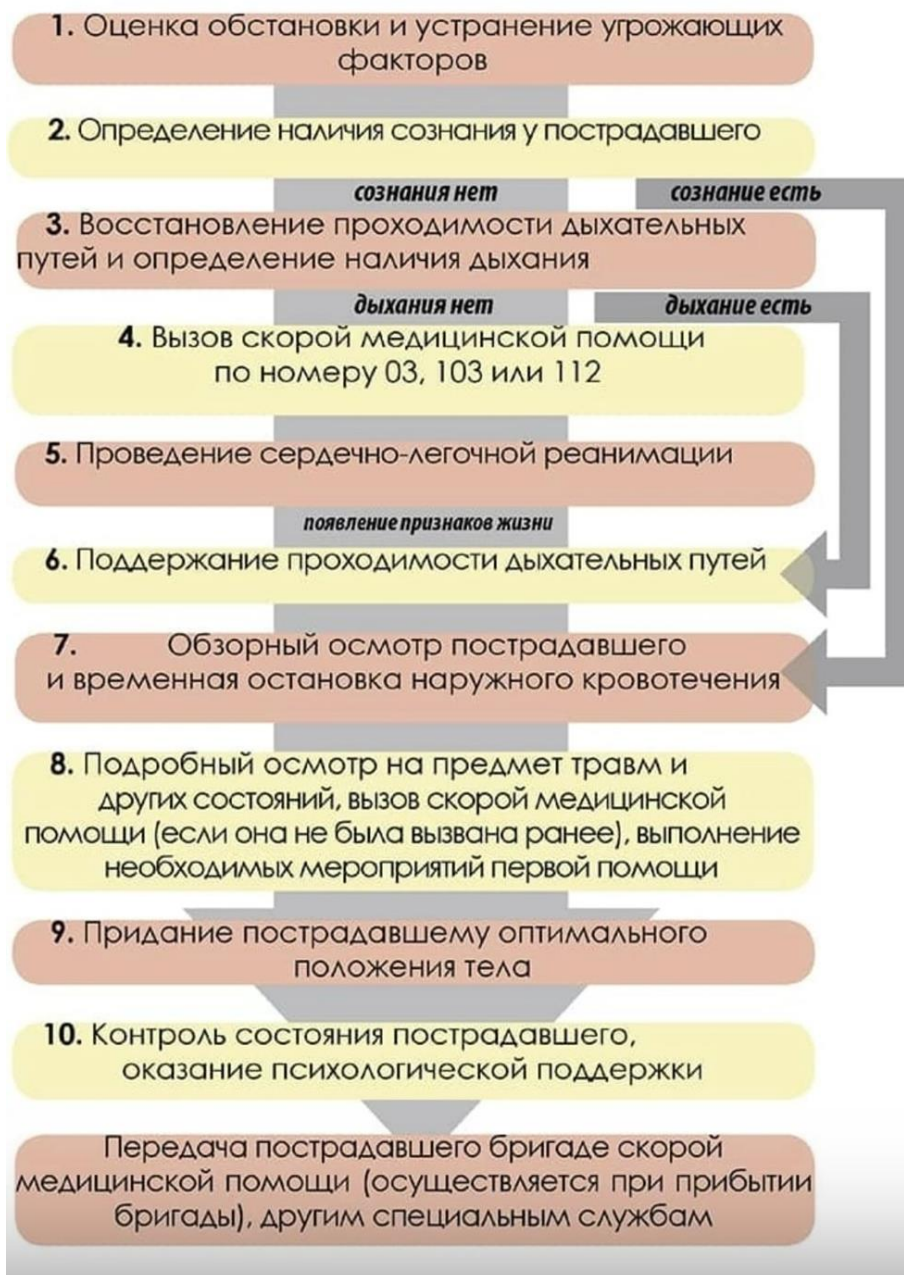 1. Оценка обстановки и устранение угрожающих
факторов
2. Определение наличия сознания у пострадавшего
сознания нет
сознание есть
3. Восстановление проходимости дыхательных
путей и определение наличия дыхания
дыхания нет
дыхание есть
4. Вызов скорой медицинской помощи
по номеру 03, 103 или 112
5. Проведение сердечно-легочной реанимации
появление признаков жизни
6. Поддержание проходимости дыхательных путей
7. Обзорный осмотр пострадавшего
и временная остановка наружного кровотечения
8. Подробный осмотр на предмет травм и
других состояний, вызов скорой медицинской
помощи (если она не была вызвана ранее), выполнение
необходимых мероприятий первой помощи
9. Придание пострадавшему оптимального
положения тела
10. Контроль состояния пострадавшего,
оказание психологической поддержки
Передача пострадавшего бригаде скорой
медицинской помощи (осуществляется при прибытии
бригады), другим специальным службам